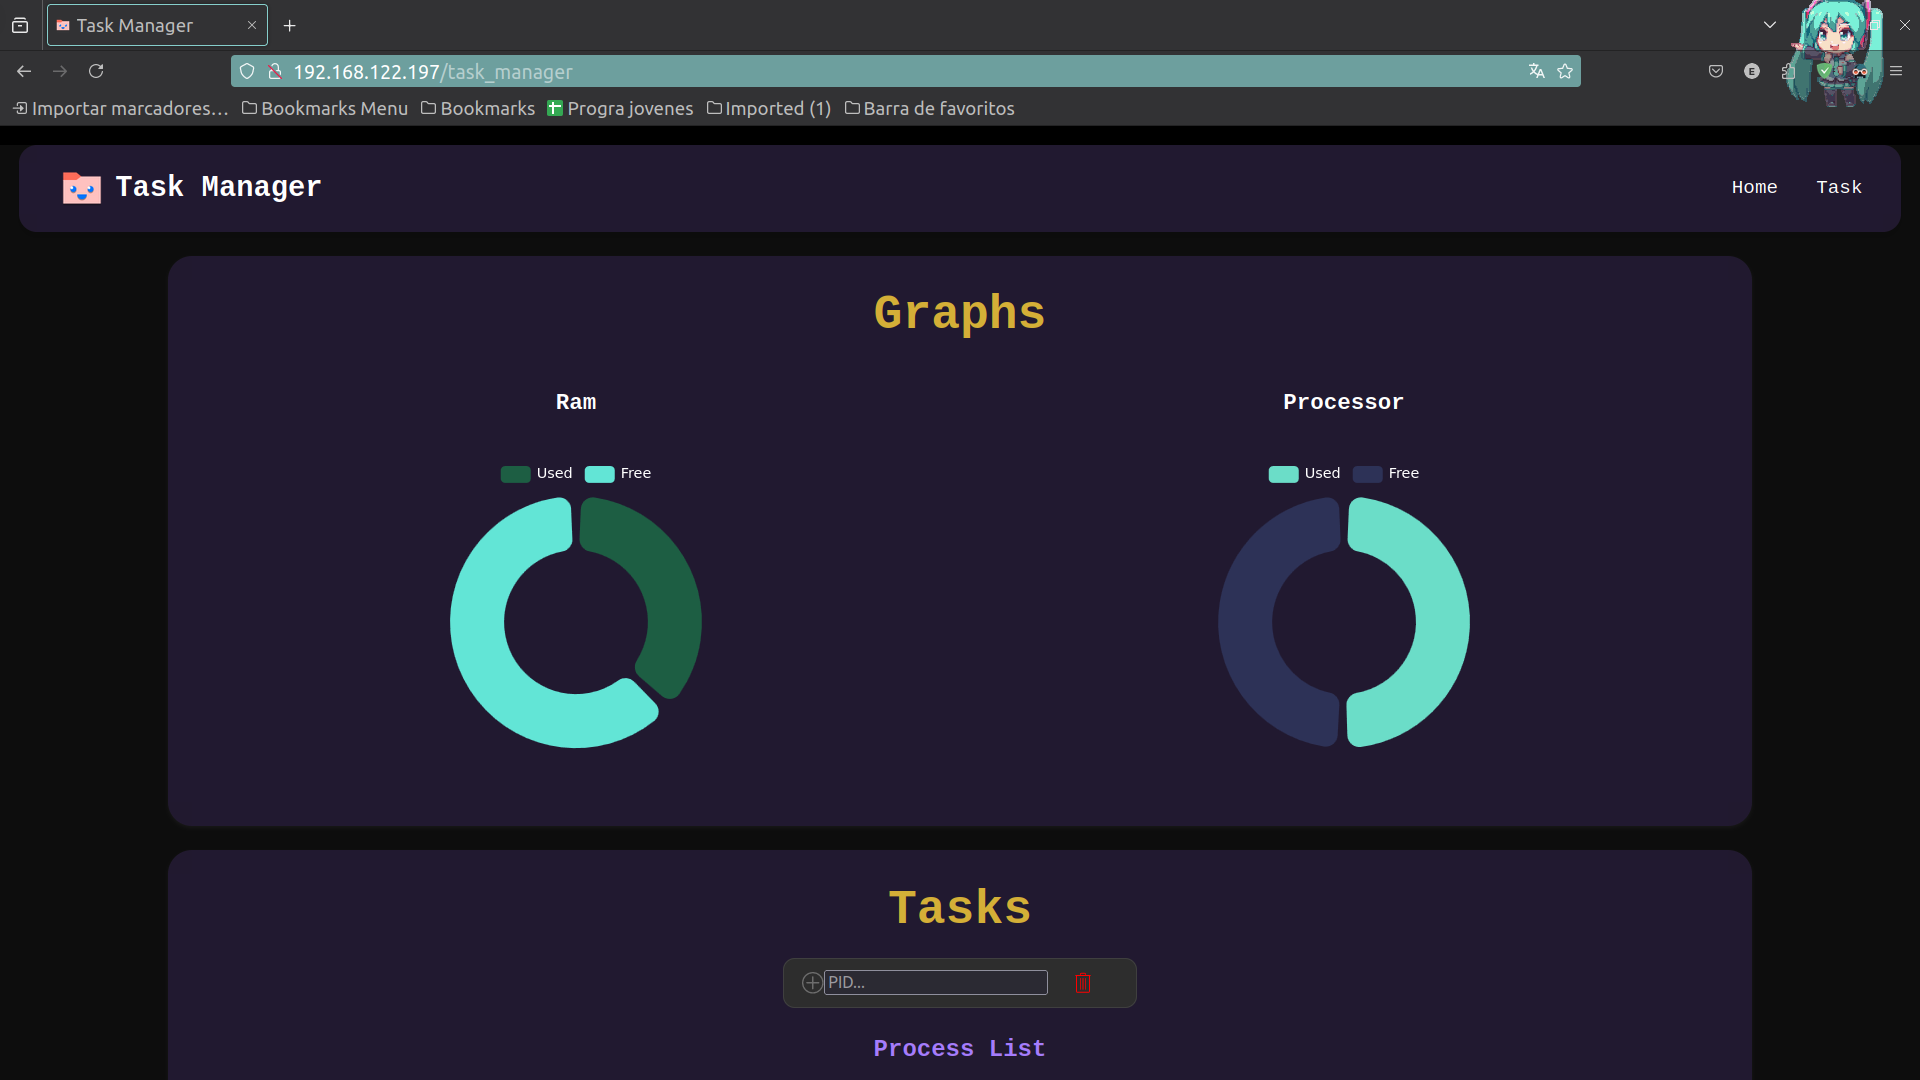 Task Manager
192.168.122.197/task_manager
E
Importar marcadores… Bookmarks Menu Bookmarks Progra jovenes Imported (1) Barra de favoritos
Task Manager Home Task
Graphs
Ram Processor
Used Free Used Free
Tasks
PID...
Process List